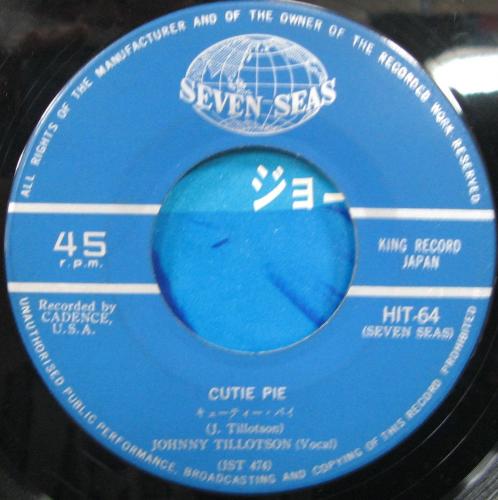 ALL RIGHTS OF THE MANUFACTURER AND OF THE OWNER OF THE RECORDED WORK RESERVED
SEVEN SEAS
ジョー
45
r.p.m.
KING RECORD
JAPAN
Recorded by
CADENCE,
U.S.A.
HIT-64
(SEVEN SEAS)
CUTIE PIE
キューティー・パイ
(J. Tillotson)
JOHNNY TILLOTSON (Vocal)
(JST 474)
UNAUTHORISED PUBLIC PERFORMANCE, BROADCASTING AND COPYING OF THIS RECORD PROHIBITED